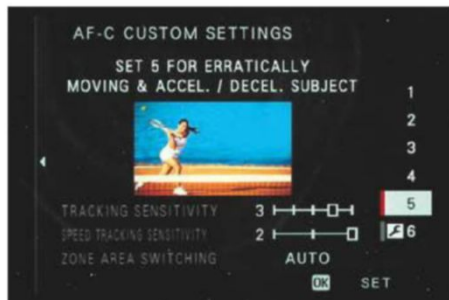 AF-C CUSTOM SETTINGS
SET 5 FOR ERRATICALLY
MOVING & ACCEL. / DECEL. SUBJECT
1
2
3
4
5
6
TRACKING SENSITIVITY 3
SPEED TRACKING SENSITIVITY 2
ZONE AREA SWITCHING AUTO
OK SET